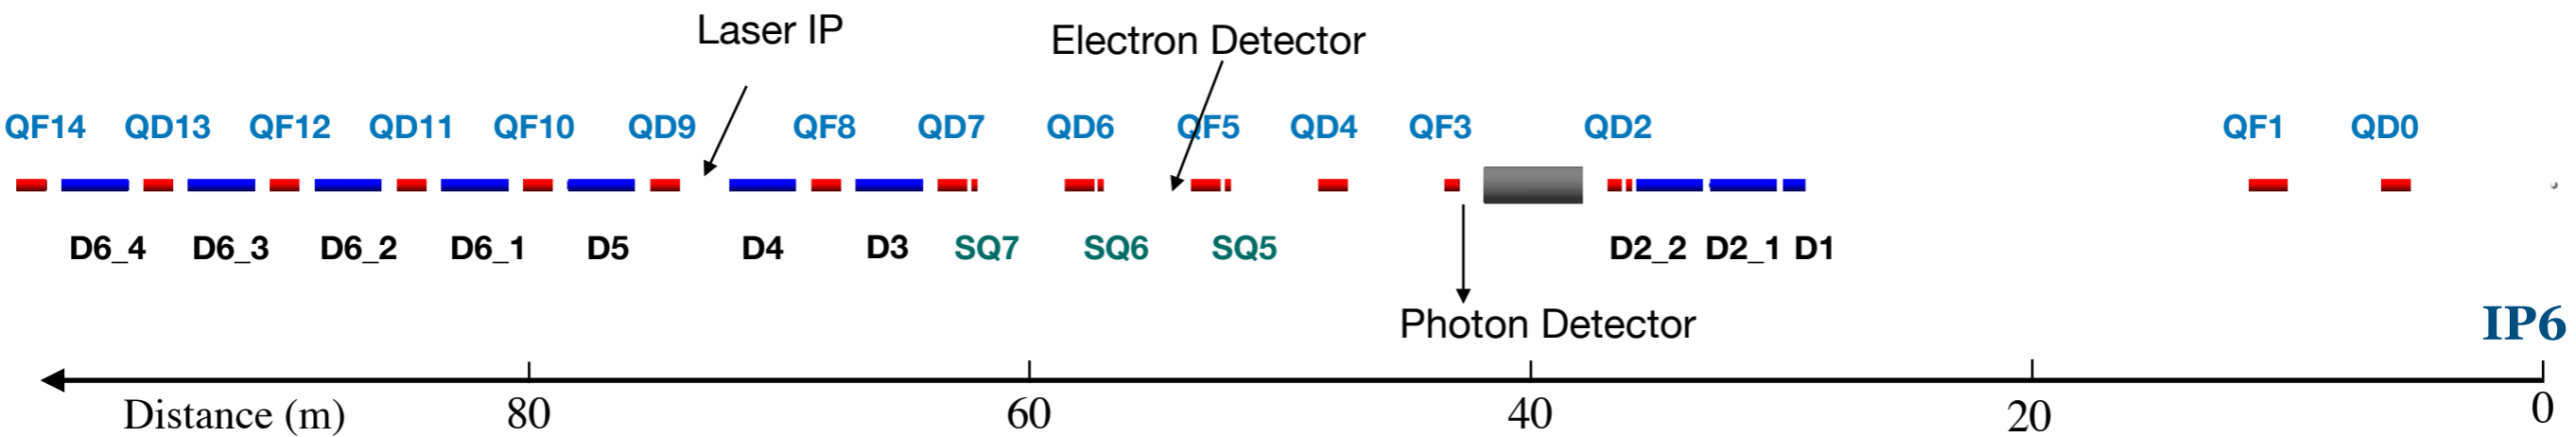 Laser IP
Electron Detector
QF14 QD13 QF12 QD11 QF10 QD9 QF8 QD7 QD6 QF5 QD4 QF3 QD2 QF1 QD0
D6_4 D6_3 D6_2 D6_1 D5 D4 D3 SQ7 SQ6 SQ5 D2_2 D2_1 D1
Photon Detector
IP6
Distance (m) 80 60 40 20 0